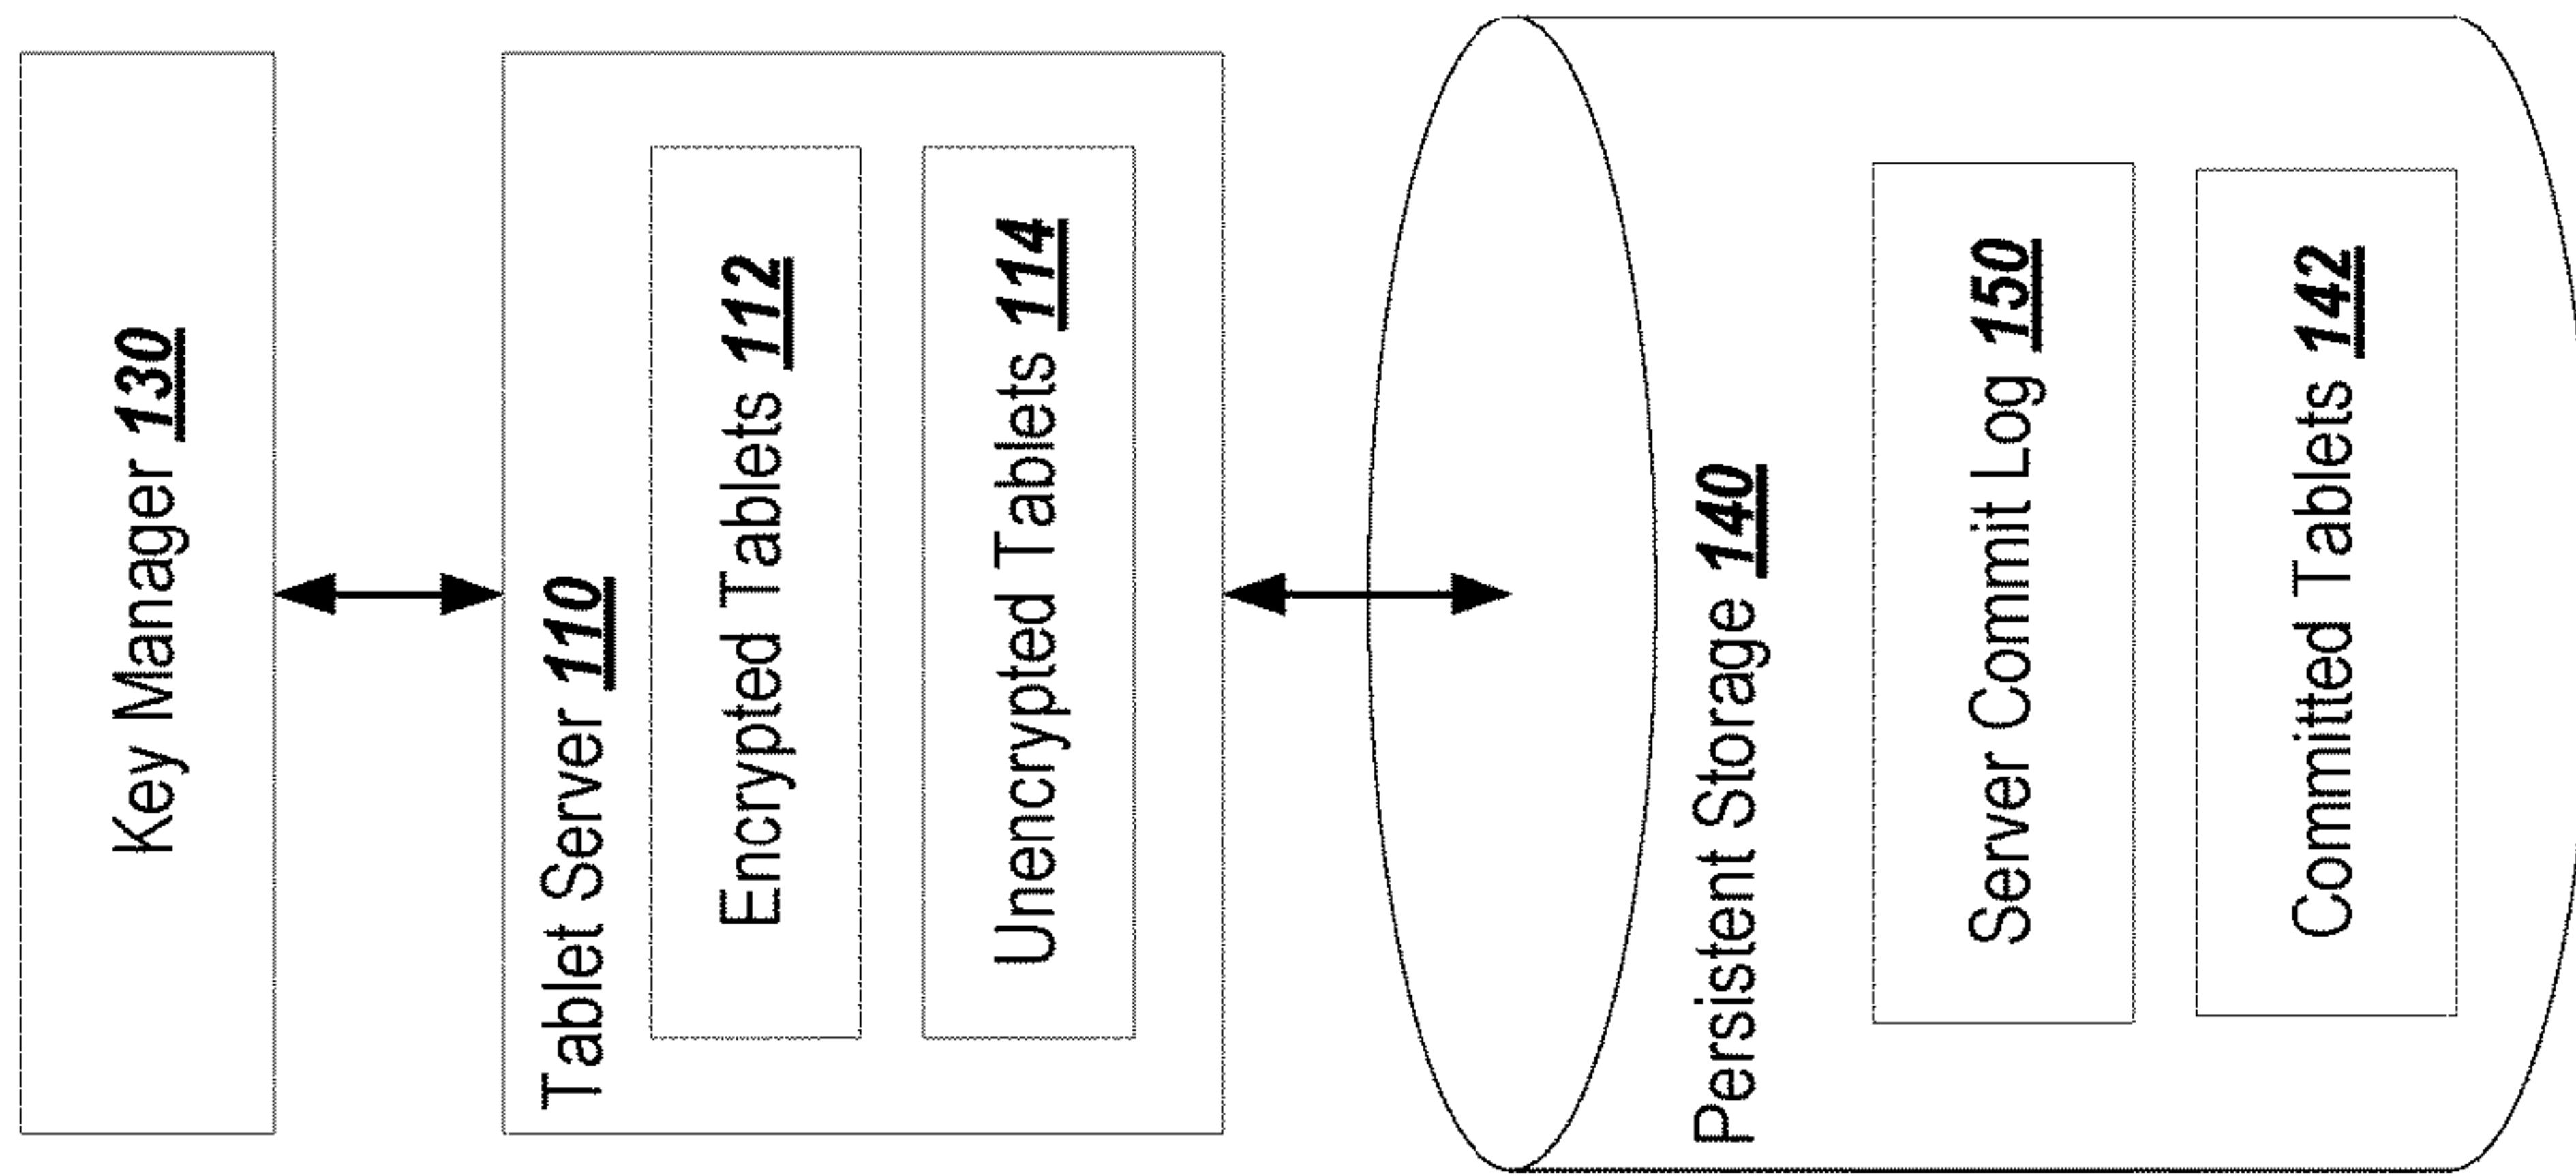 Key Manager 130
Tablet Server 110
Encrypted Tablets 112
Unencrypted Tablets 114
Persistent Storage 140
Server Commit Log 150
Committed Tablets 142